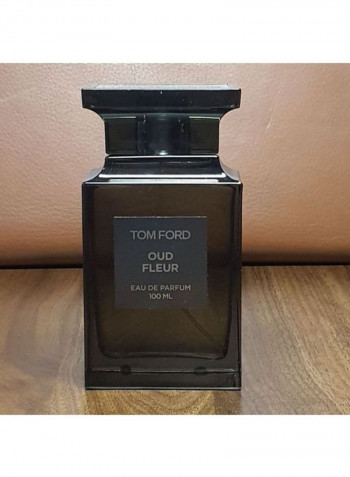 TOM FORD
OUD
FLEUR
EAU DE PARFUM
100 ML